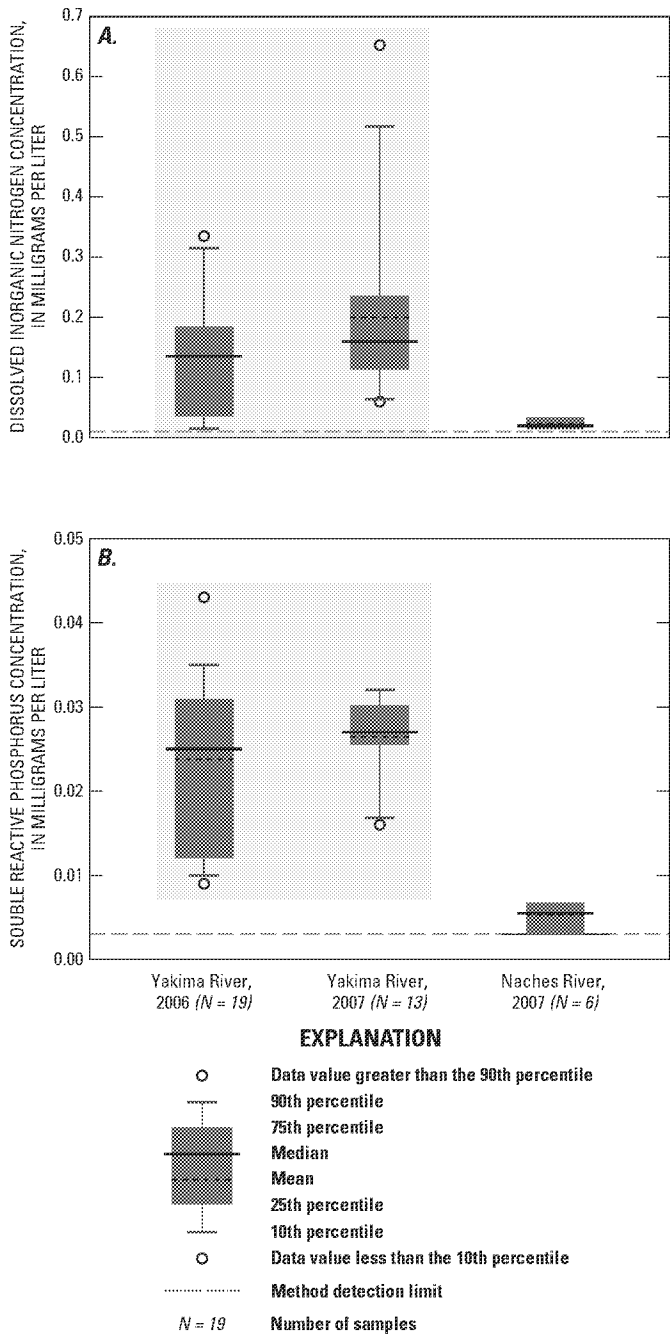 DISSOLVED INORGANIC NITROGEN CONCENTRATION,
IN MILLIGRAMS PER LITER
A.
0.7
0.6
0.5
0.4
0.3
0.2
0.1
0.0
SOUBLE REACTIVE PHOSPHORUS CONCENTRATION,
IN MILLIGRAMS PER LITER
B.
0.05
0.04
0.03
0.02
0.01
0.00
Yakima River,
2006 (N = 19)
Yakima River,
2007 (N = 13)
Naches River,
2007 (N = 6)
EXPLANATION
Data value greater than the 90th percentile
90th percentile
75th percentile
Median
Mean
25th percentile
10th percentile
Data value less than the 10th percentile
Method detection limit
N = 19 Number of samples